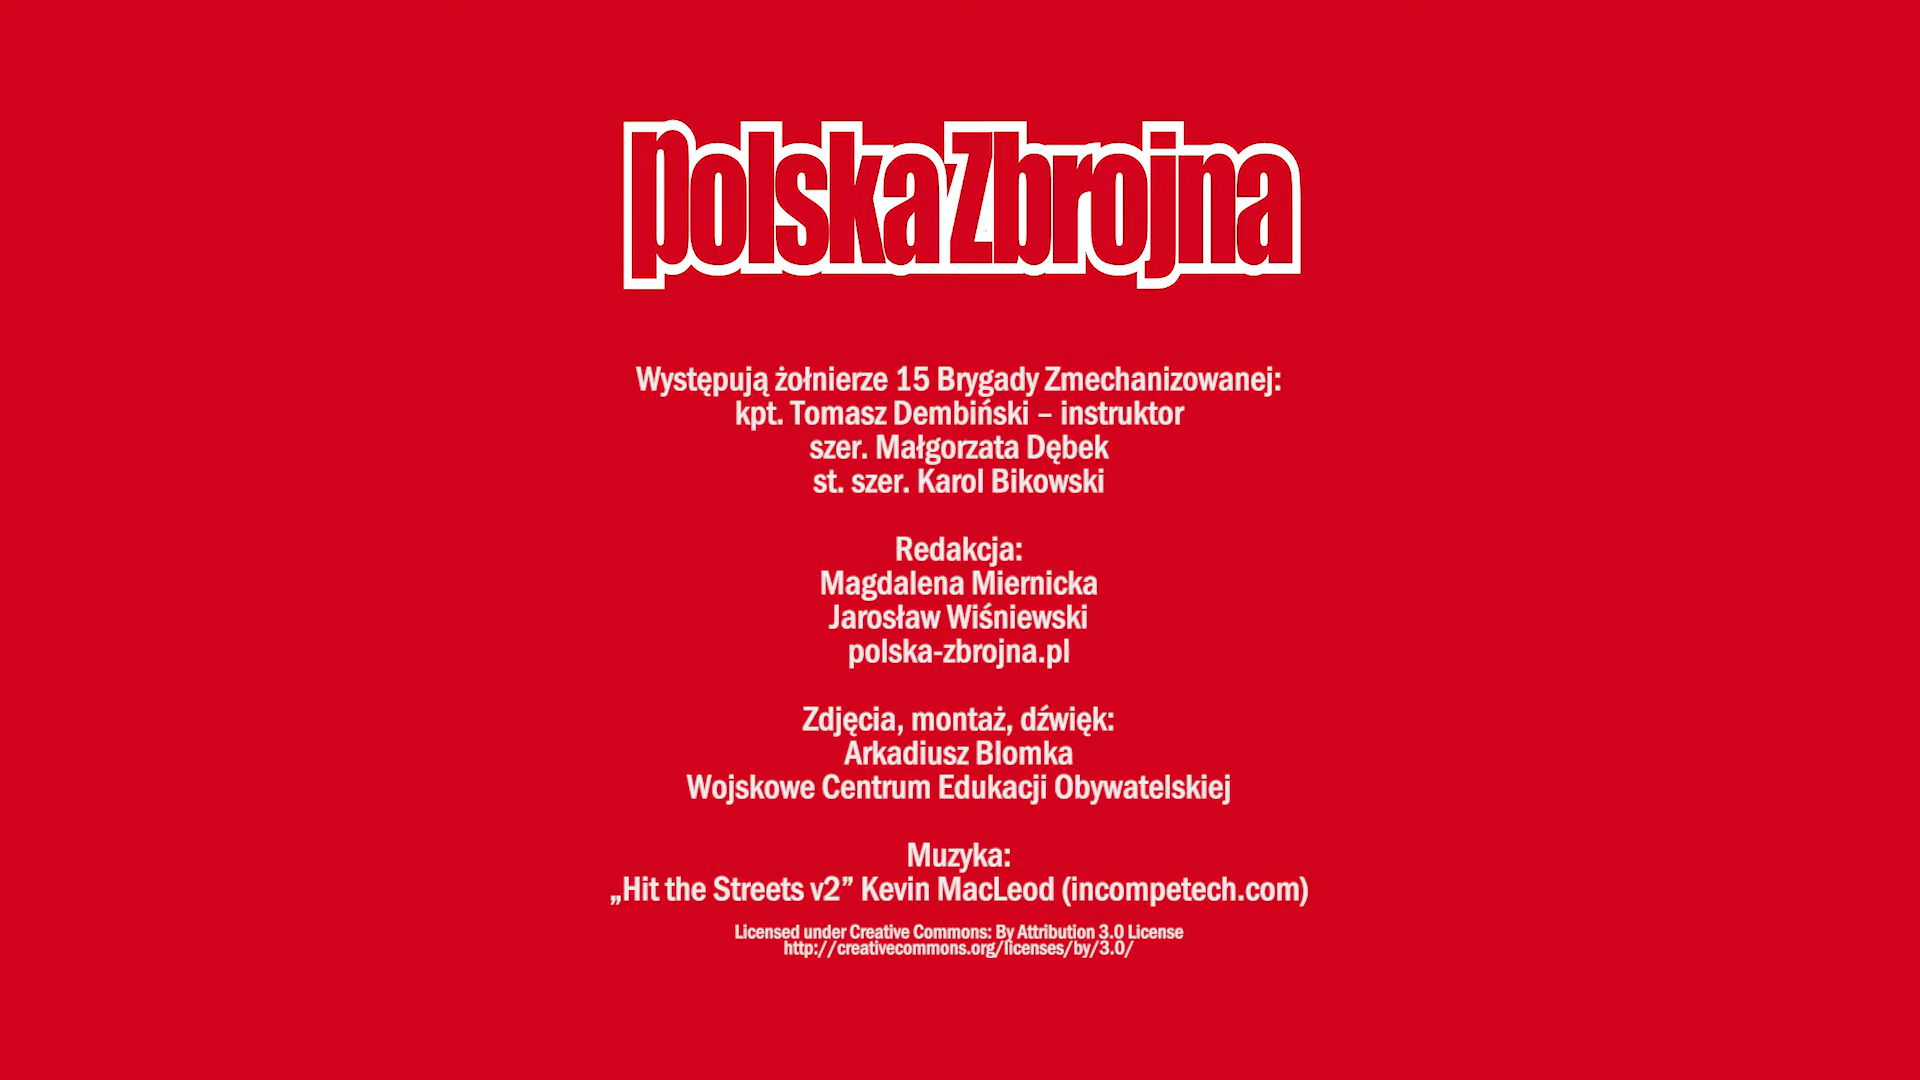 Polska Zbrojna
Występują żołnierze 15 Brygady Zmechanizowanej:
kpt. Tomasz Dembiński – instruktor
szer. Małgorzata Dębek
st. szer. Karol Bikowski
Redakcja:
Magdalena Miernicka
Jarosław Wiśniewski
polska-zbrojna.pl
Zdjęcia, montaż, dźwięk:
Arkadiusz Blomka
Wojskowe Centrum Edukacji Obywatelskiej
Muzyka:
„Hit the Streets v2” Kevin MacLeod (incompetech.com)
Licensed under Creative Commons: By Attribution 3.0 License
http://creativecommons.org/licenses/by/3.0/